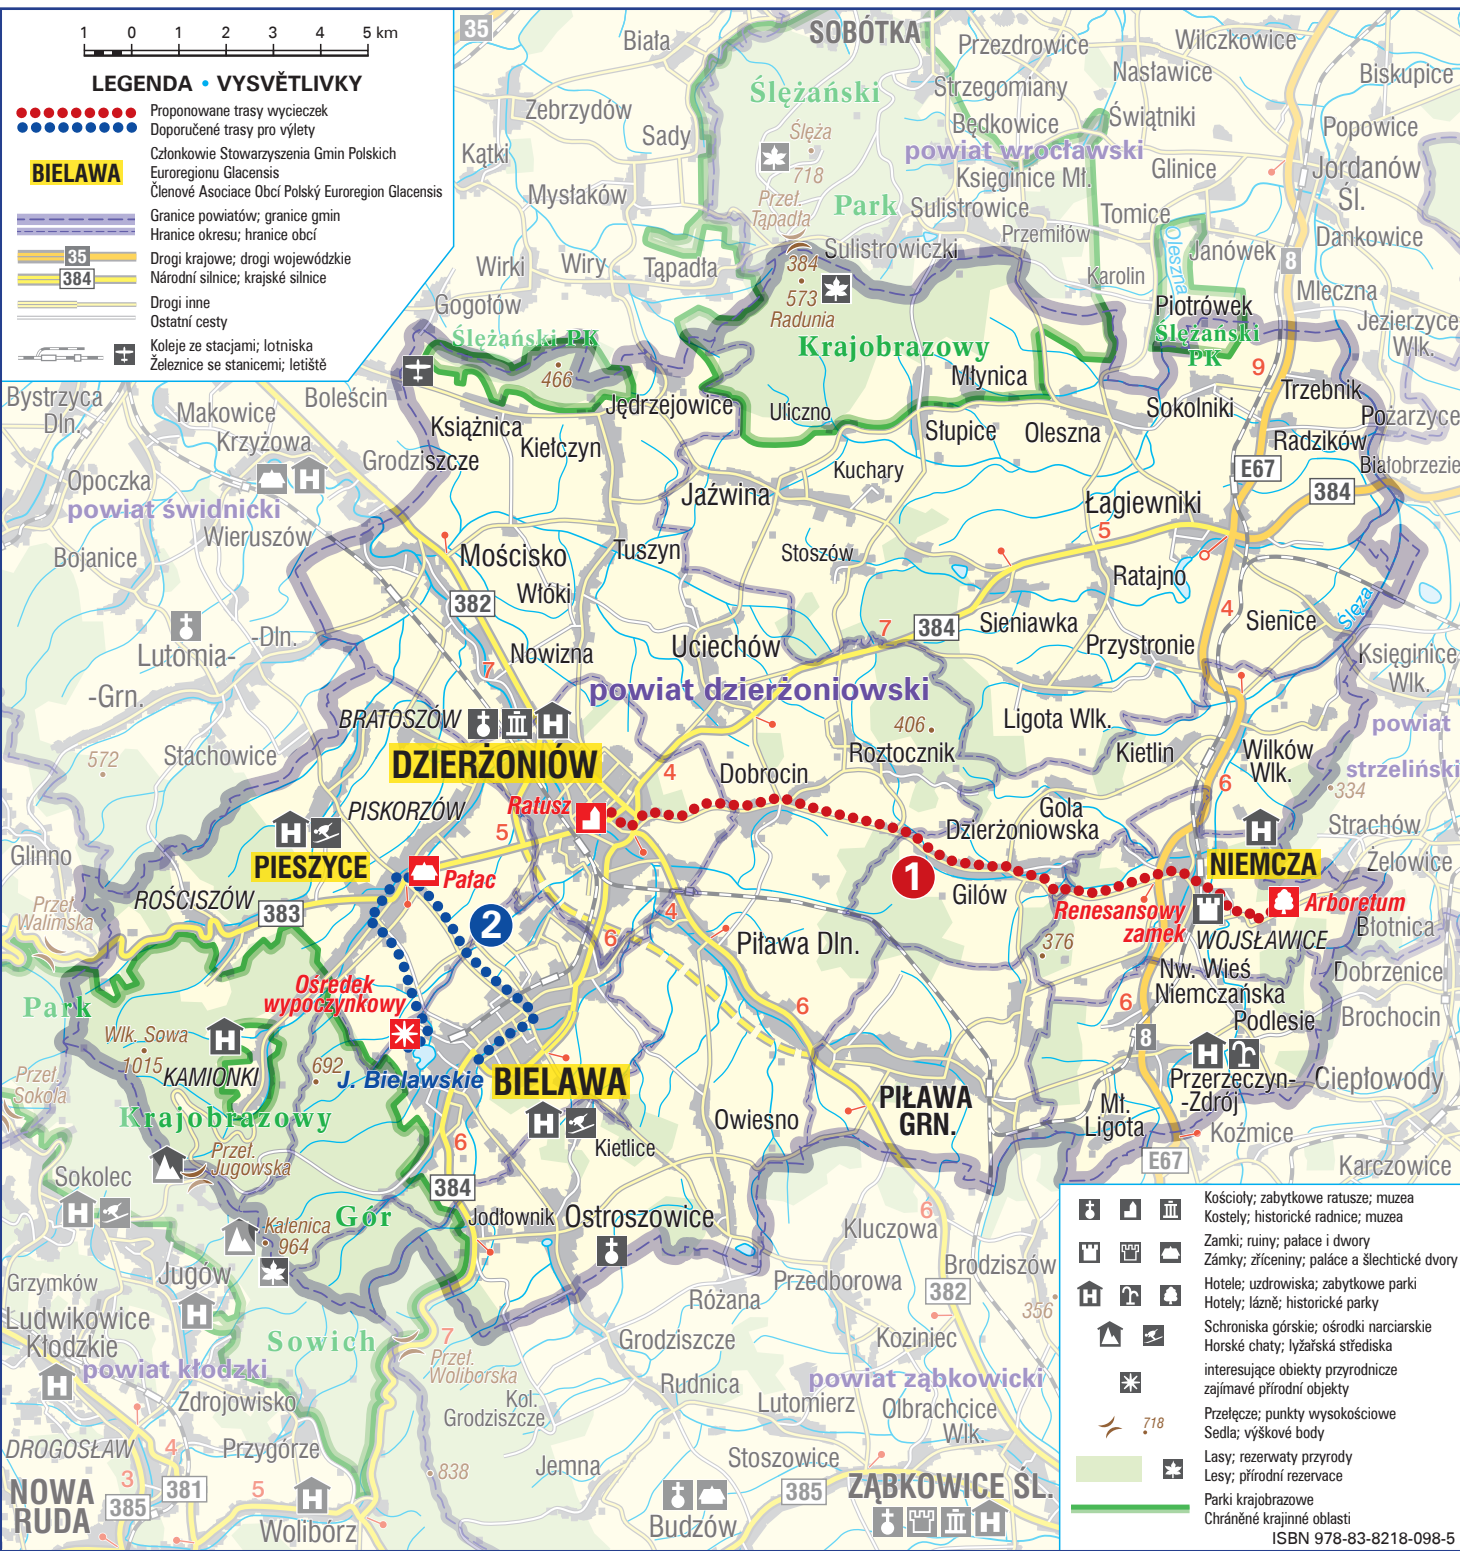 1 0 1 2 3 4 5 km
LEGENDA • VYSVĚTLIVKY
Proponowane trasy wycieczek
Doporučené trasy pro výlety
BIELAWA
Członkowie Stowarzyszenia Gmin Polskich
Euroregionu Glacensis
Členové Asociace Obcí Polský Euroregion Glacensis
Granice powiatów; granice gmin
Hranice okresu; hranice obcí
35
Drogi krajowe; drogi wojewódzkie
384
Národní silnice; krajské silnice
Drogi inne
Ostatní cesty
Koleje ze stacjami; lotniska
Železnice se stanicemi; letiště
35
Biała
SOBÓTKA
Przezdrowice
Wilczkowice
Nasławice
Biskupice
Strzegomiany
Ślężański
Zebrzydów
Sady
Ślęża
718
Będkowice
Świątniki
Popowice
Kątki
powiat wrocławski
Glinice
Jordanów
Śl.
Mysłaków
Księginice Mł.
Przeł.
Tąpadła
Park
Sulistrowice
Przemiłów
Tomice
Oleszna
Janówek
Dankowice
Wirki
Wiry
Tąpadła
Sulistrowiczki
384
573
Radunia
Karolin
8
Mleczna
Gogołów
Piotrówek
Jezierzyce
Wlk.
Ślężański PK
466
Krajobrazowy
Ślężański
PK
9
Młynica
Trzebnik
Bystrzyca
Dln.
Makowice
Boleścin
Jędrzejowice
Uliczno
Sokolniki
Pożarzyce
Krzyżowa
Książnica
Kiełczyn
Słupice
Oleszna
Radzików
Grodziszcze
Kuchary
E67
Białobrzezie
Opoczka
Jaźwina
384
powiat świdnicki
Łagiewniki
5
Wieruszów
Mościsko
Tuszyn
Stoszów
8
Bojanice
Ratajno
Włóki
382
Ślęza
4
Lutomia-
-Dln.
-Grn.
Nowizna
Uciechów
7
384
Sieniawka
Sienice
Przystronie
Księginice
Wlk.
7
powiat dzierżoniowski
BRATOSZÓW
406
Ligota Wlk.
powiat
strzeliński
Stachowice
572
DZIERŻONIÓW
Roztocznik
Kietlin
Wilków
Wlk.
4
Dobrocin
6
334
PISKORZÓW
Ratusz
5
Gola
Dzierżoniowska
Strachów
Glinno
PIESZYCE
Pałac
1
Gilów
NIEMCZA
Żelowice
ROŚCISZÓW
383
Przeł.
Walimska
2
4
Renesansowy
zamek
Arboretum
Błotnica
6
Piława Dln.
376
WOJSŁAWICE
Ośrodek
wypoczynkowy
Nw. Wieś
Niemczańska
Dobrzenice
Park
6
6
Podlesie
Brochocin
Wlk. Sowa
1015
KAMIONKI
692
8
J. Bielawskie
BIELAWA
Przerzeczyn-
-Zdrój
Ciepłowody
Przeł.
Sokola
Krajobrazowy
PIŁAWA
GRN.
Mł.
Ligota
Owiesno
Koźmice
6
Kietlice
Przeł.
Jugowska
E67
Karczowice
Sokolec
384
Gór
Jodłownik
Ostroszowice
Kluczowa
6
Kalenica
964
Jugów
Przedborowa
Brodziszów
Grzymków
382
Różana
356
Ludwikowice
Kłodzkie
Sowich
7
Przeł.
Woliborska
Grodziszcze
Koziniec
powiat kłodzki
Rudnica
powiat ząbkowicki
Zdrojowisko
Kol.
Grodziszcze
Lutomierz
Olbrachcice
Wlk.
DROGOSŁAW
4
Przygórze
Stoszowice
838
Jemna
3
5
NOWA
RUDA
385
381
Wolibórz
Budzów
385
ZĄBKOWICE ŚL.
Kościoły; zabytkowe ratusze; muzea
Kostely; historické radnice; muzea
Zamki; ruiny; pałace i dwory
Zámky; zříceniny; paláce a šlechtické dvory
Hotele; uzdrowiska; zabytkowe parki
Hotely; lázně; historické parky
Schroniska górskie; ośrodki narciarskie
Horské chaty; lyžařská střediska
interesujące obiekty przyrodnicze
zajímavé přírodní objekty
718
Przełęcze; punkty wysokościowe
Sedla; výškové body
Lasy; rezerwaty przyrody
Lesy; přírodní rezervace
Parki krajobrazowe
Chráněné krajinné oblasti
ISBN 978-83-8218-098-5